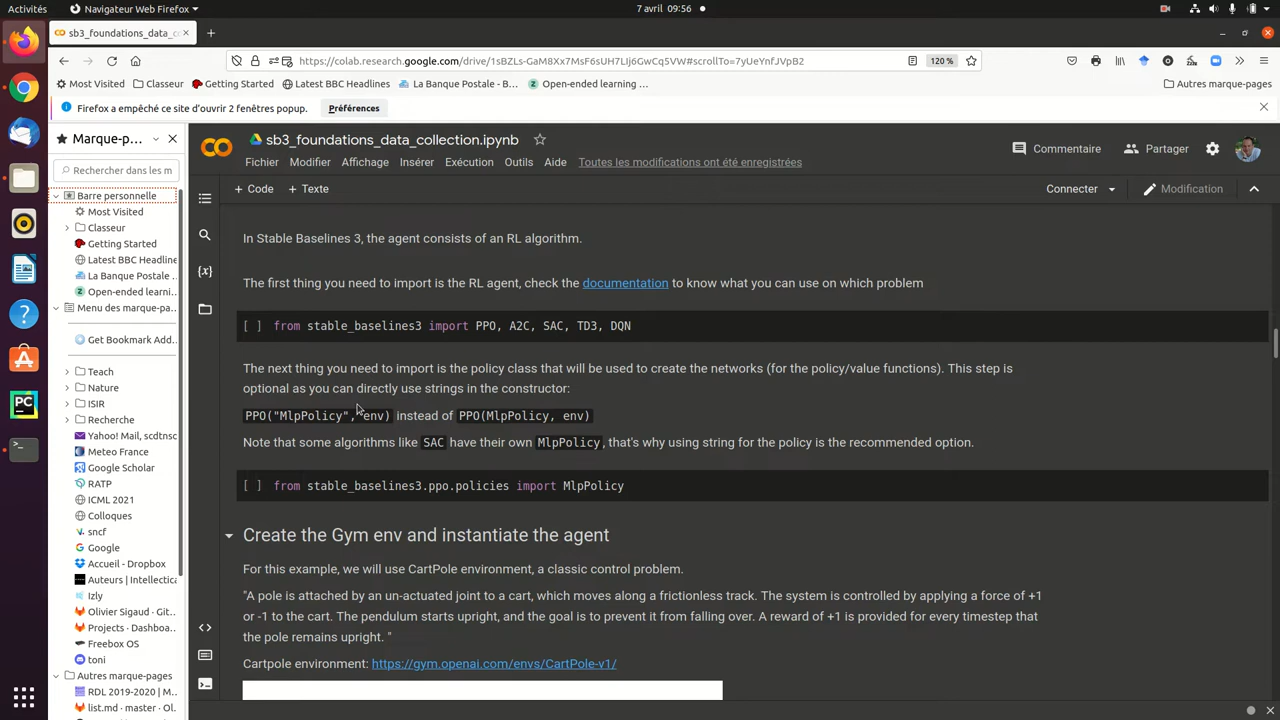 Activités
Navigateur Web Firefox
7 avril 09:56
sb3_foundations_data_c
https://colab.research.google.com/drive/1sBZLs-GaM8Xx7MsF6sUH7LIj6GwCq5VW#scrollTo=7yUeYnfJVpB2
120 %
Most Visited
Classeur
Getting Started
Latest BBC Headlines
La Banque Postale - B…
Open-ended learning …
Autres marque-pages
Firefox a empêché ce site d'ouvrir 2 fenêtres popup.
Préférences
Marque-p…
Rechercher dans les m
Barre personnelle
Most Visited
Classeur
Getting Started
Latest BBC Headline
La Banque Postale …
Open-ended learni…
Menu des marque-pa…
Get Bookmark Add…
Teach
Nature
ISIR
Recherche
Yahoo! Mail, scdtnsc…
Meteo France
Google Scholar
RATP
ICML 2021
Colloques
sncf
Google
Accueil - Dropbox
Auteurs | Intellectica
Izly
Olivier Sigaud · Git…
Projects · Dashboa…
Freebox OS
toni
Autres marque-pages
RDL 2019-2020 | M…
list.md · master · mas…
sb3_foundations_data_collection.ipynb
Fichier
Modifier
Affichage
Insérer
Exécution
Outils
Aide
Toutes les modifications ont été enregistrées
Commentaire
Partager
+ Code
+ Texte
Connecter
Modification
In Stable Baselines 3, the agent consists of an RL algorithm.
The first thing you need to import is the RL agent, check the documentation to know what you can use on which problem
[ ] from stable_baselines3 import PPO, A2C, SAC, TD3, DQN
The next thing you need to import is the policy class that will be used to create the networks (for the policy/value functions). This step is
optional as you can directly use strings in the constructor:
PPO("MlpPolicy", env) instead of PPO(MlpPolicy, env)
Note that some algorithms like SAC have their own MlpPolicy, that's why using string for the policy is the recommended option.
[ ] from stable_baselines3.ppo.policies import MlpPolicy
Create the Gym env and instantiate the agent
For this example, we will use CartPole environment, a classic control problem.
"A pole is attached by an un-actuated joint to a cart, which moves along a frictionless track. The system is controlled by applying a force of +1
or -1 to the cart. The pendulum starts upright, and the goal is to prevent it from falling over. A reward of +1 is provided for every timestep that
the pole remains upright. "
Cartpole environment: https://gym.openai.com/envs/CartPole-v1/